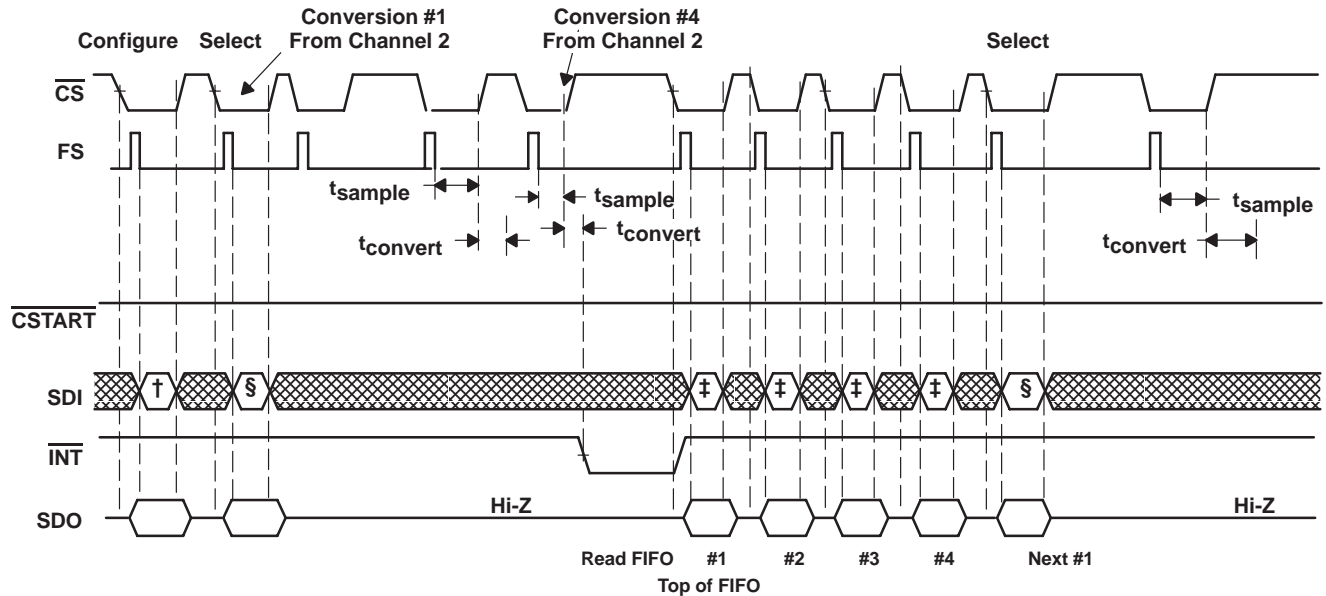 Configure
Select
Conversion #1
From Channel 2
Conversion #4
From Channel 2
Select
CS
FS
tsample
tsample
tsample
tconvert
tconvert
tconvert
CSTART
SDI
†
§
‡
‡
‡
‡
§
INT
SDO
Hi-Z
Hi-Z
Read FIFO
#1
#2
#3
#4
Next #1
Top of FIFO